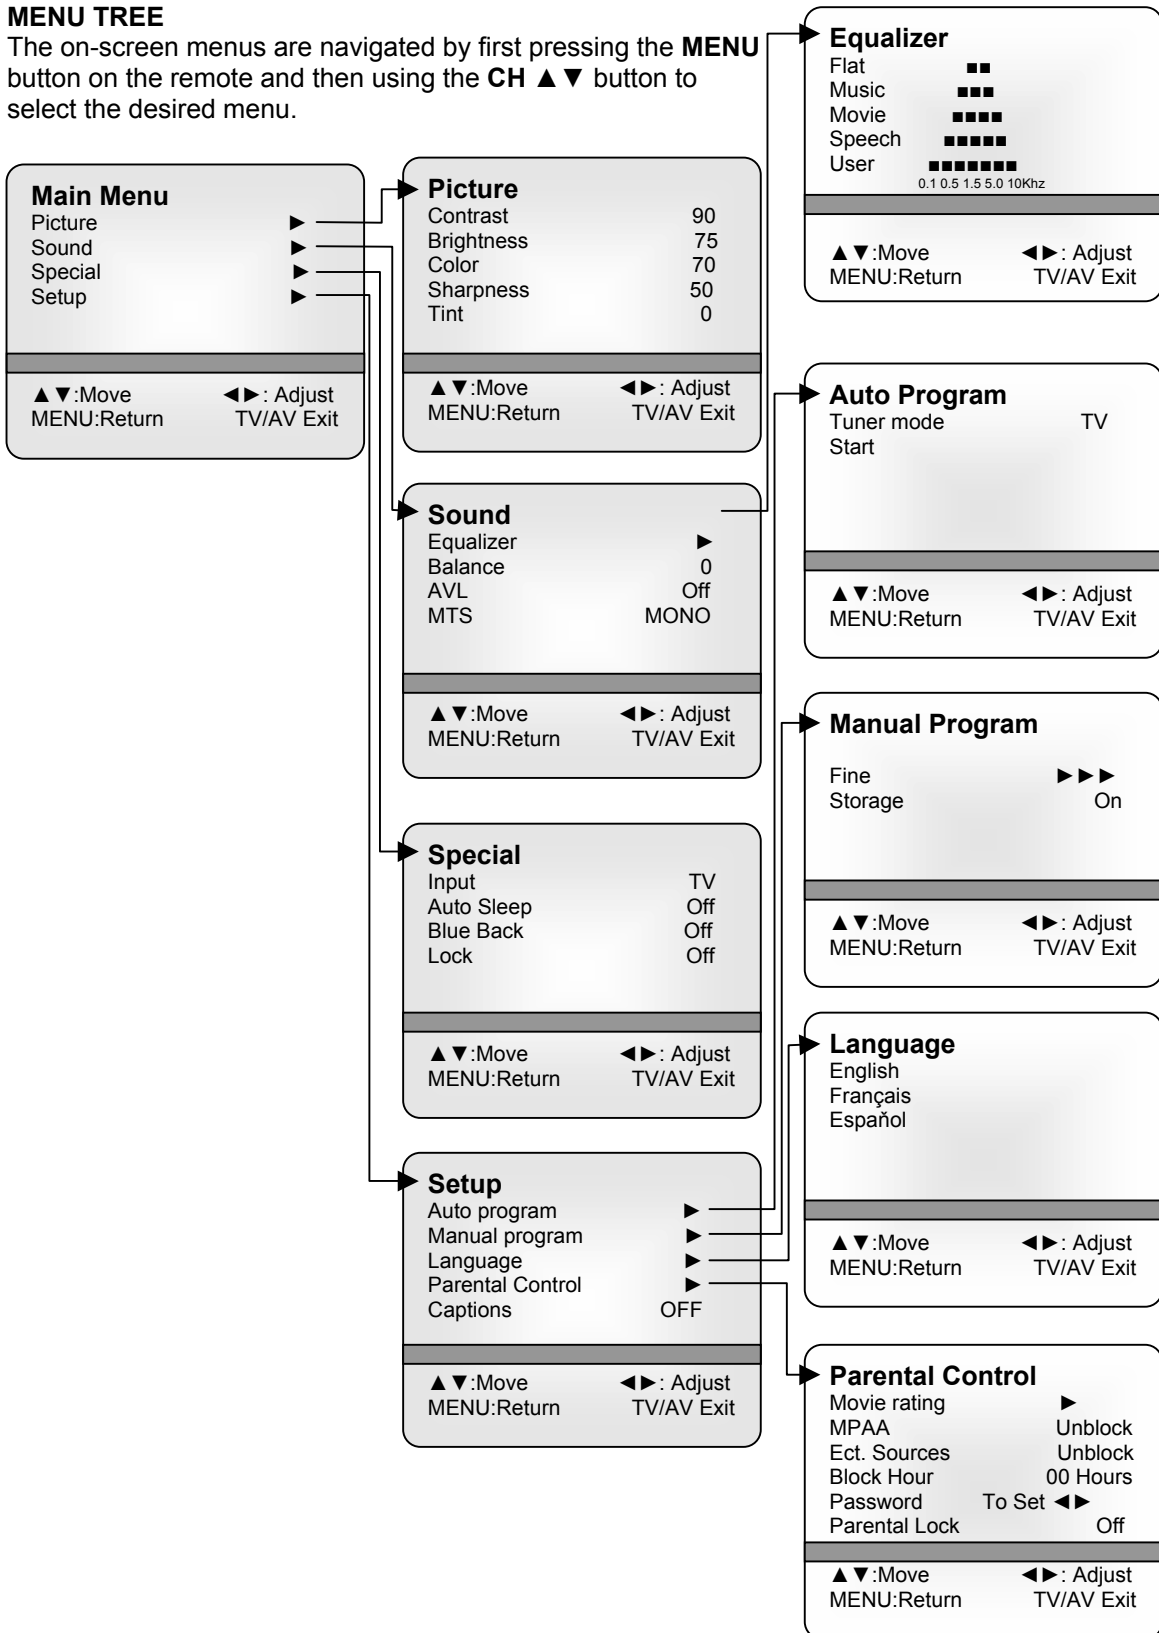 MENU TREE
The on-screen menus are navigated by first pressing the MENU
button on the remote and then using the CH ▲▼ button to
select the desired menu.
Main Menu
Picture ►
Sound ►
Special ►
Setup ►
▲▼:Move ◄►: Adjust
MENU:Return TV/AV Exit
Picture
Contrast 90
Brightness 75
Color 70
Sharpness 50
Tint 0
▲▼:Move ◄►: Adjust
MENU:Return TV/AV Exit
Sound
Equalizer ►
Balance 0
AVL Off
MTS MONO
▲▼:Move ◄►: Adjust
MENU:Return TV/AV Exit
Special
Input TV
Auto Sleep Off
Blue Back Off
Lock Off
▲▼:Move ◄►: Adjust
MENU:Return TV/AV Exit
Setup
Auto program ►
Manual program ►
Language ►
Parental Control ►
Captions OFF
▲▼:Move ◄►: Adjust
MENU:Return TV/AV Exit
Equalizer
Flat ■■
Music ■■■
Movie ■■■■
Speech ■■■■■
User ■■■■■■■
0.1 0.5 1.5 5.0 10Khz
▲▼:Move ◄►: Adjust
MENU:Return TV/AV Exit
Auto Program
Tuner mode TV
Start
▲▼:Move ◄►: Adjust
MENU:Return TV/AV Exit
Manual Program
Fine ►►►
Storage On
▲▼:Move ◄►: Adjust
MENU:Return TV/AV Exit
Language
English
Français
Espaňol
▲▼:Move ◄►: Adjust
MENU:Return TV/AV Exit
Parental Control
Movie rating ►
MPAA Unblock
Ect. Sources Unblock
Block Hour 00 Hours
Password To Set ◄►
Parental Lock Off
▲▼:Move ◄►: Adjust
MENU:Return TV/AV Exit